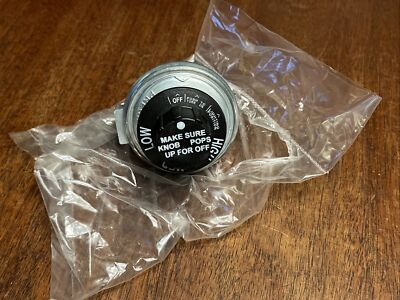 OFF
LOW
MAKE SURE
KNOB POPS
UP FOR OFF
HIGH